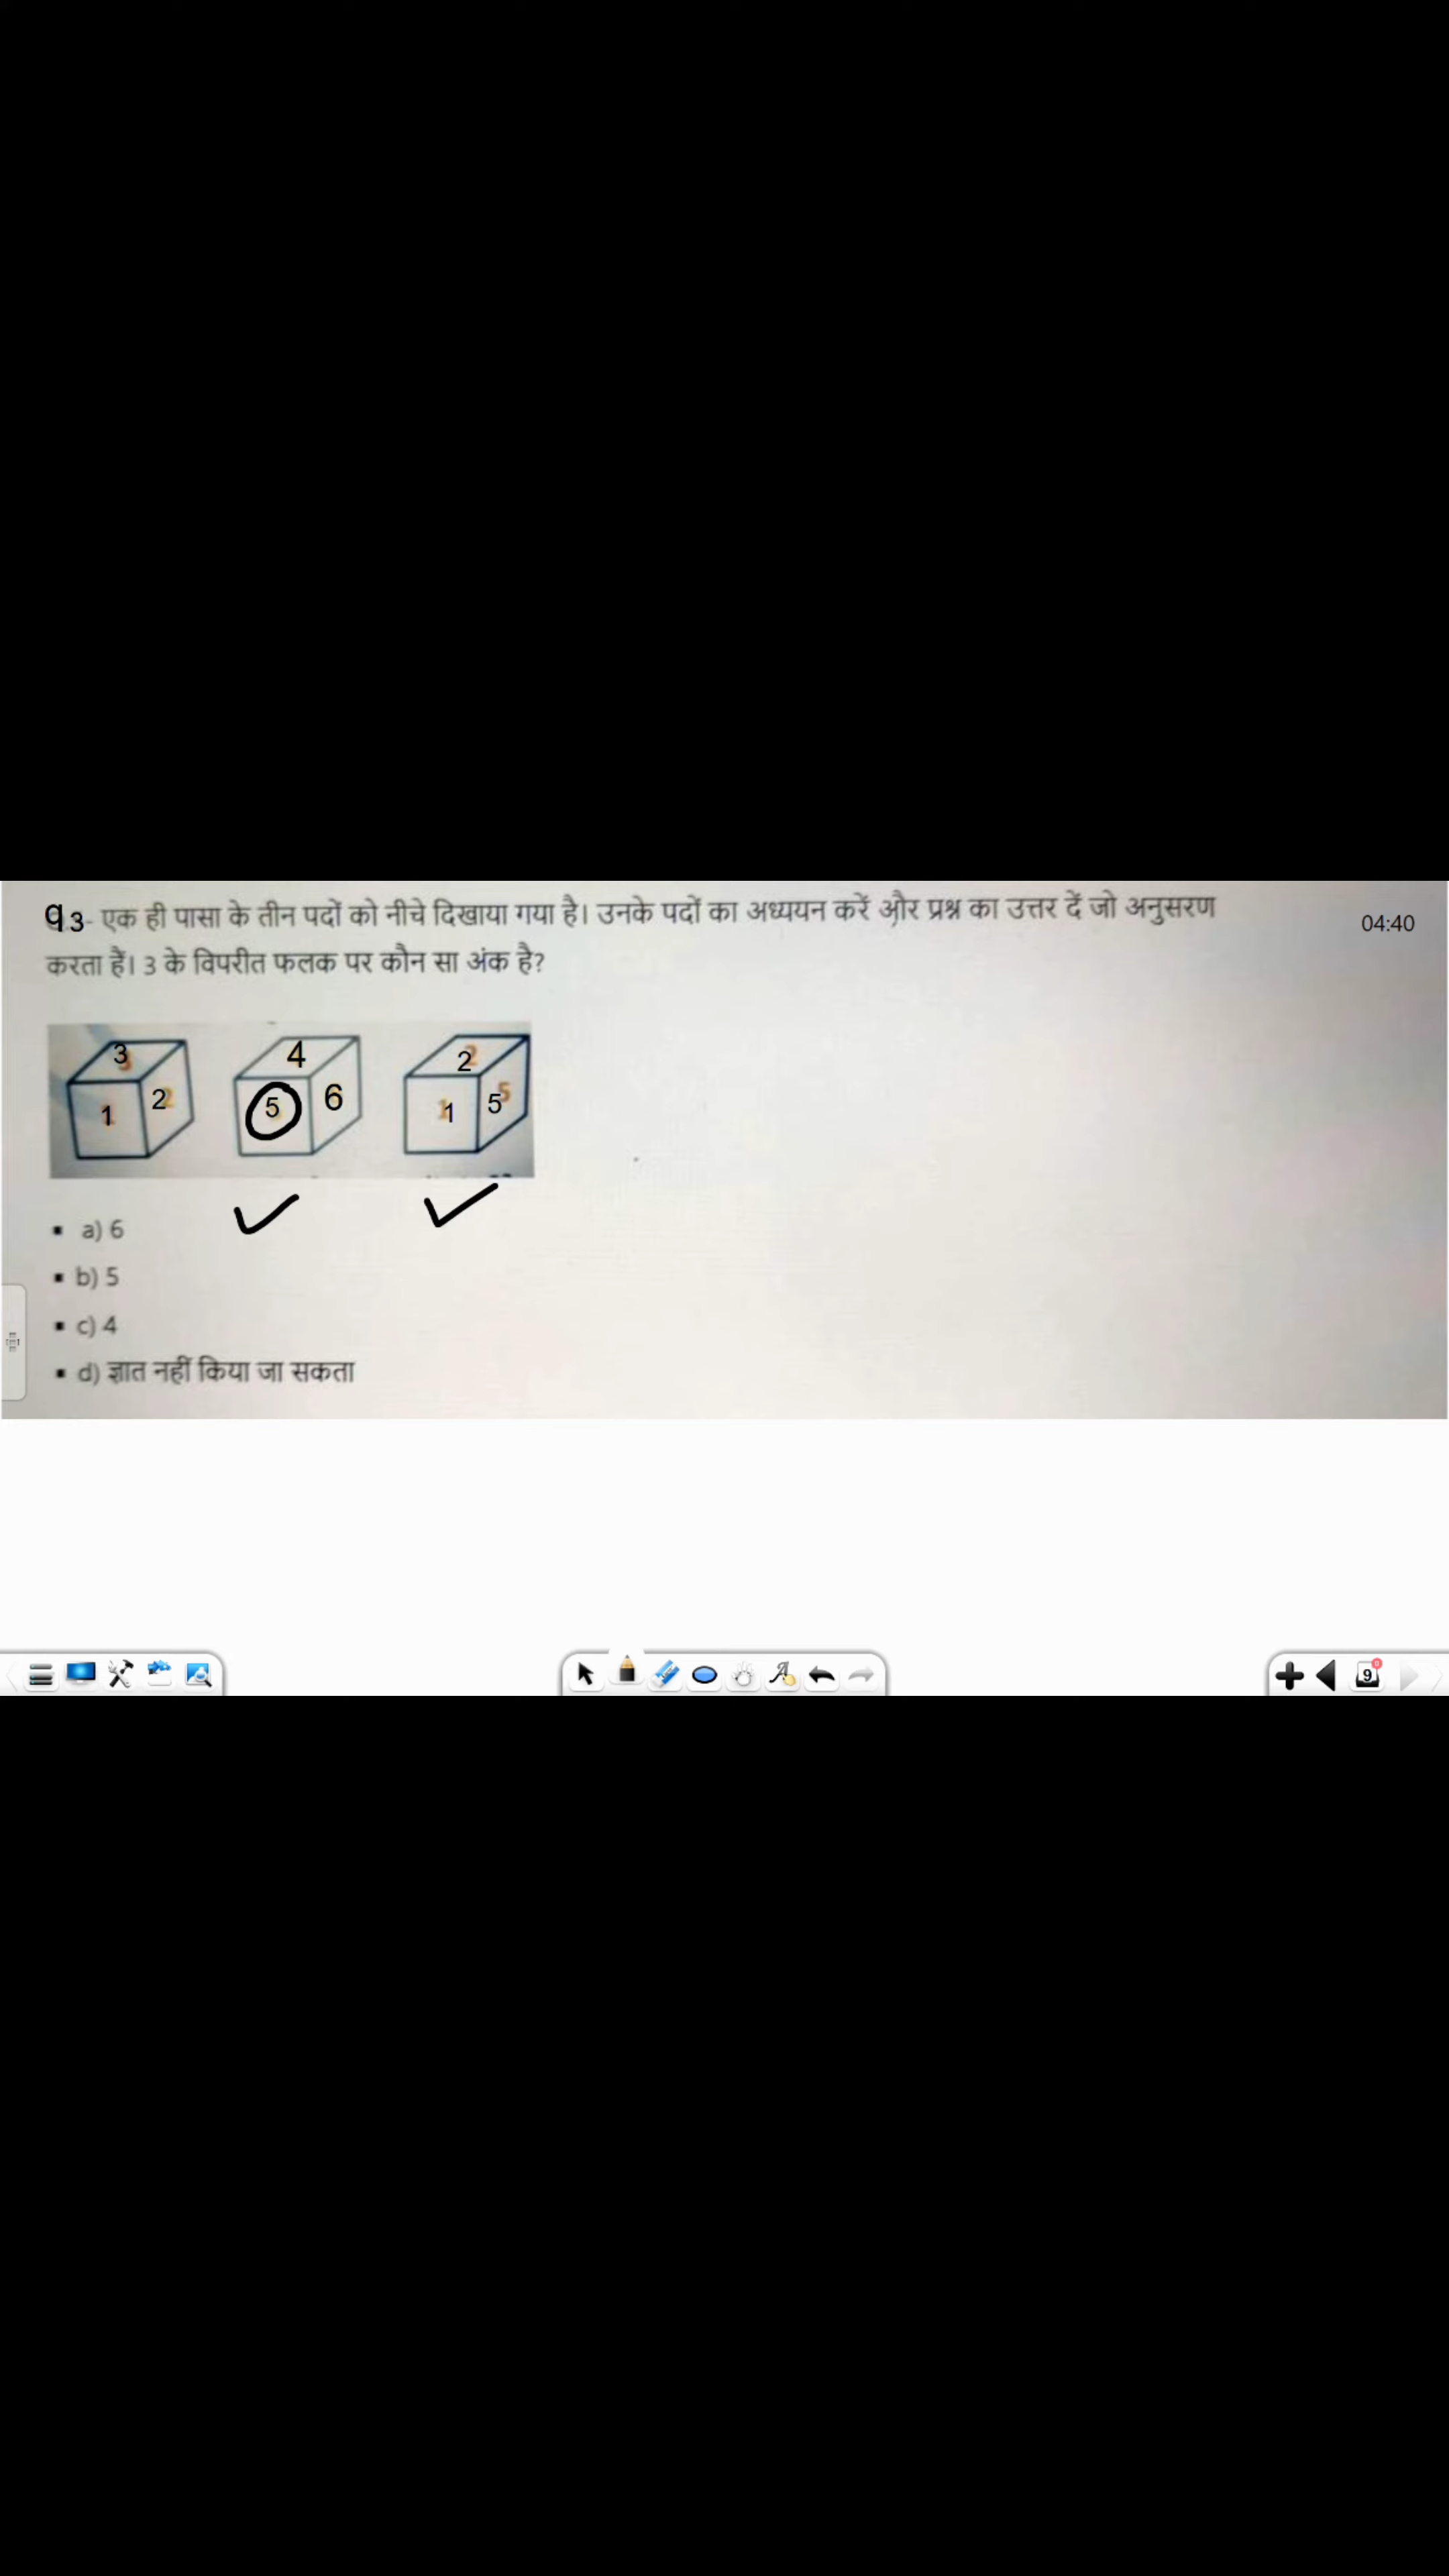 q3- एक ही पासा के तीन पदों को नीचे दिखाया गया है। उनके पदों का अध्ययन करें और प्रश्न का उत्तर दें जो अनुसरण
04:40
करता हैं। 3 के विपरीत फलक पर कौन सा अंक है?
3 1 2
4 5 6
2 1 5
a) 6
b) 5
c) 4
d) ज्ञात नहीं किया जा सकता
9
0